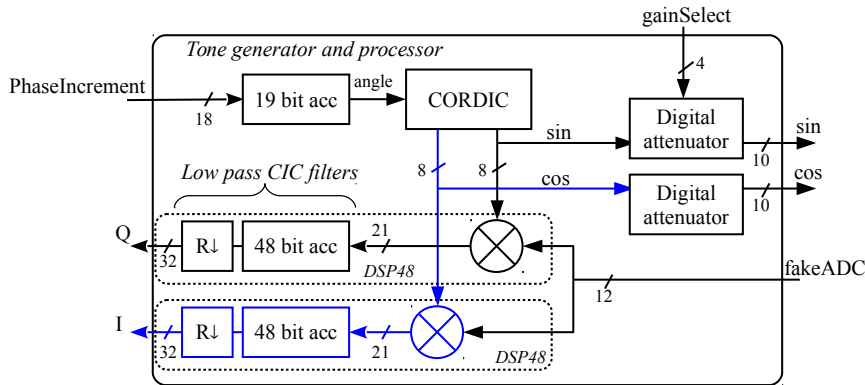 gainSelect
Tone generator and processor
4
PhaseIncrement
18
19 bit acc
angle
CORDIC
Digital
attenuator
sin
sin
10
8
8
cos
cos
Digital
attenuator
10
Low pass CIC filters
Q
32
R↓
48 bit acc
21
DSP48
fakeADC
12
I
32
R↓
48 bit acc
21
DSP48